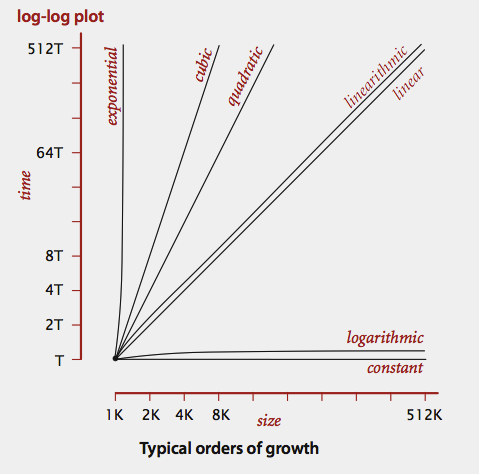 log-log plot
512T
64T
8T
4T
2T
T
time
exponential
cubic
quadratic
linearithmic
linear
logarithmic
constant
1K 2K 4K 8K 512K
size
Typical orders of growth